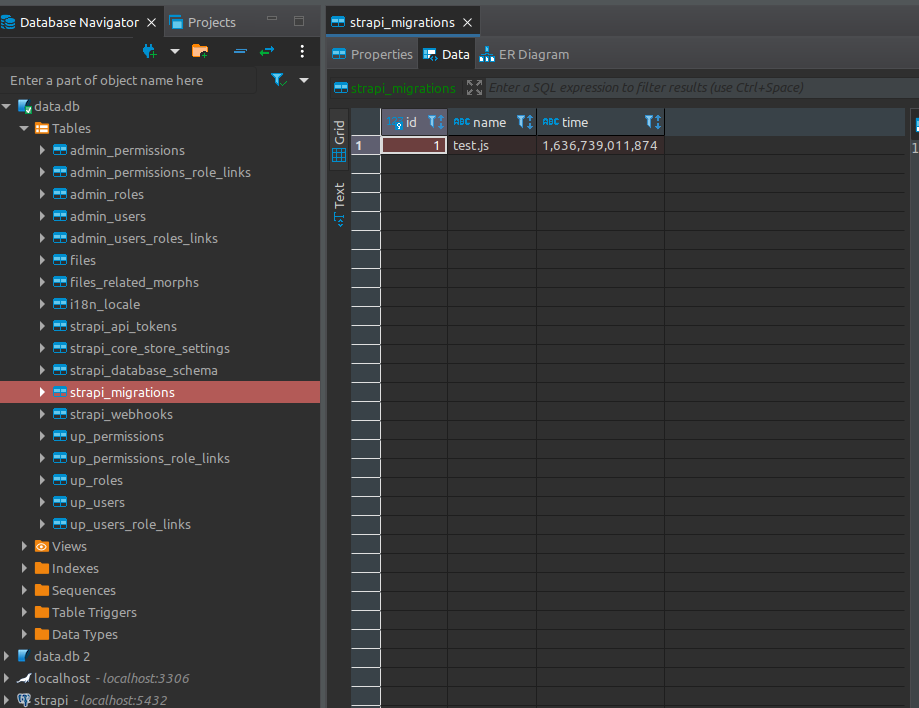 Database Navigator
Projects
Enter a part of object name here
data.db
Tables
admin_permissions
admin_permissions_role_links
admin_roles
admin_users
admin_users_roles_links
files
files_related_morphs
i18n_locale
strapi_api_tokens
strapi_core_store_settings
strapi_database_schema
strapi_migrations
strapi_webhooks
up_permissions
up_permissions_role_links
up_roles
up_users
up_users_role_links
Views
Indexes
Sequences
Table Triggers
Data Types
data.db 2
localhost - localhost:3306
strapi - localhost:5432
strapi_migrations
Properties Data ER Diagram
strapi_migrations Enter a SQL expression to filter results (use Ctrl+Space)
Grid
Text
id ABC name ABC time
1 1 test.js 1,636,739,011,874
1